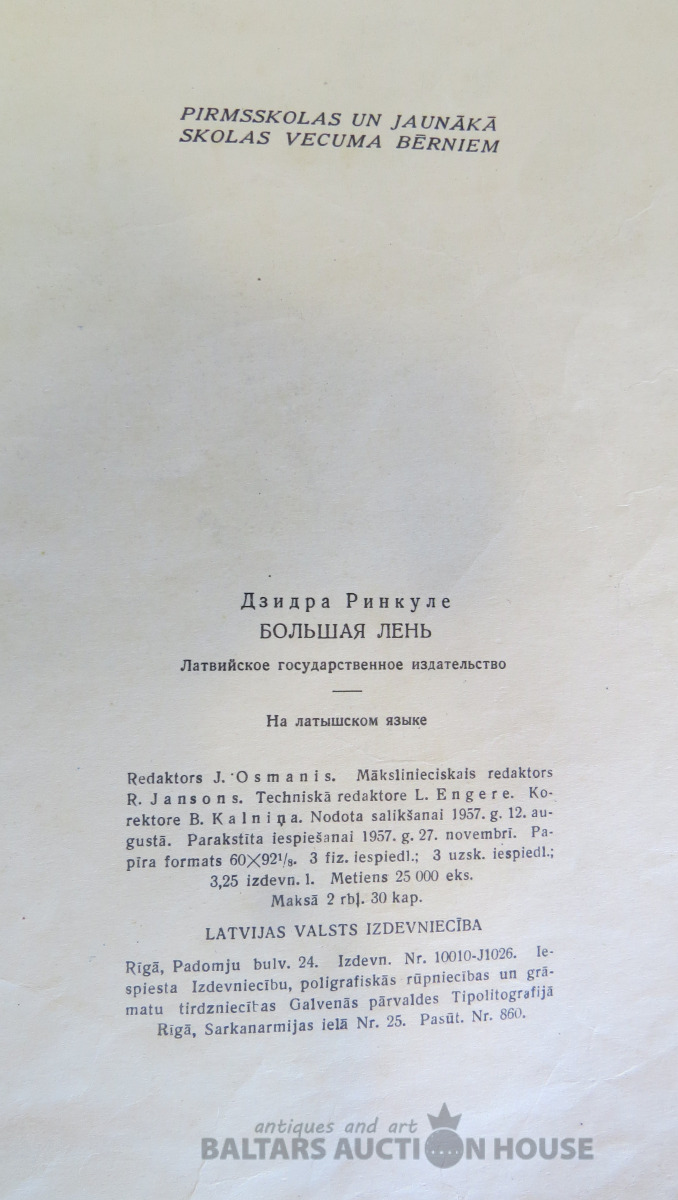 PIRMSSKOLAS UN JAUNĀKĀ
SKOLAS VECUMA BĒRNIEM
Дзидра Ринкуле
БОЛЬШАЯ ЛЕНЬ
Латвийское государственное издательство
На латышском языке
Redaktors J. Osmanis. Mākslinieciskais redaktors
R. Jansons. Techniskā redaktore L. Engere. Ko-
rektore B. Kalniņa. Nodota salikšanai 1957. g. 12. au-
gustā. Parakstīta iespiešanai 1957. g. 27. novembrī. Pa-
pīra formats 60×92⅛. 3 fiz. iespiedl.; 3 uzsk. iespiedl.;
3,25 izdevn. l. Metiens 25 000 eks.
Maksā 2 rbļ. 30 kap.
LATVIJAS VALSTS IZDEVNIECĪBA
Rīgā, Padomju bulv. 24. Izdevn. Nr. 10010-J1026. Ie-
spiesta Izdevniecību, poligrafiskās rūpniecības un grā-
matu tirdzniecības Galvenās pārvaldes Tipolitografijā
Rīgā, Sarkanarmijas ielā Nr. 25. Pasūt. Nr. 860.
antiques and art
BALTARS AUCTION HOUSE